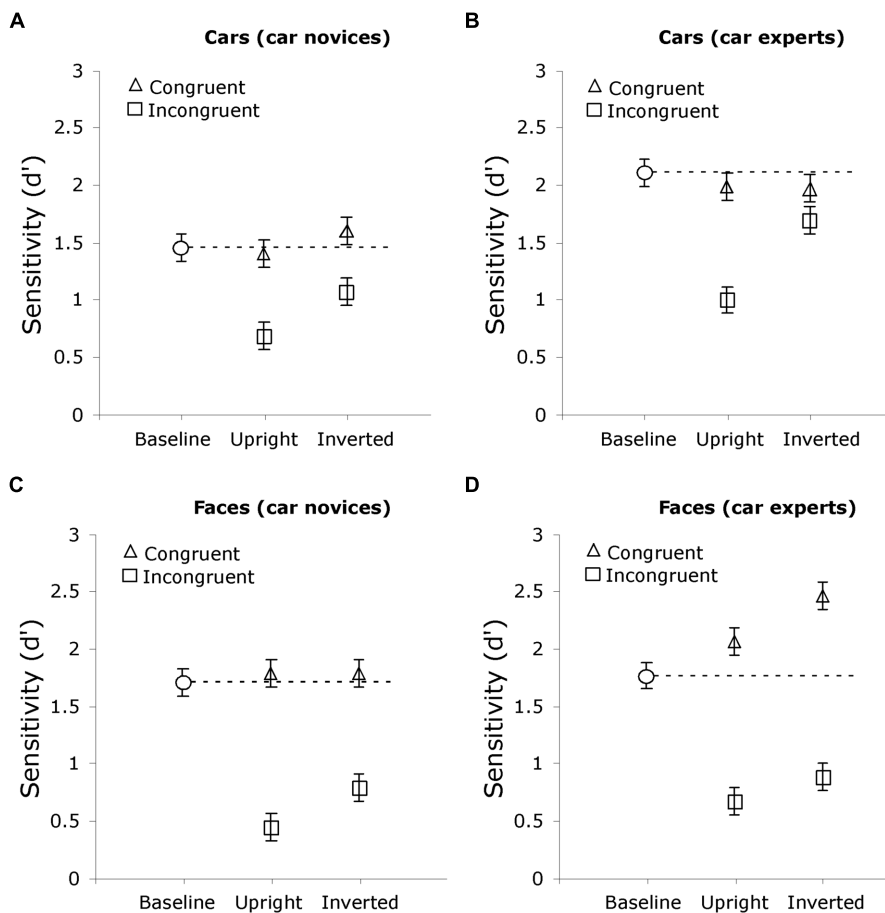 A
Cars (car novices)
3
2.5
2
1.5
1
0.5
0
Sensitivity (d')
Congruent
Incongruent
Baseline Upright Inverted
B
Cars (car experts)
3
2.5
2
1.5
1
0.5
0
Sensitivity (d')
Congruent
Incongruent
Baseline Upright Inverted
C
Faces (car novices)
3
2.5
2
1.5
1
0.5
0
Sensitivity (d')
Congruent
Incongruent
Baseline Upright Inverted
D
Faces (car experts)
3
2.5
2
1.5
1
0.5
0
Sensitivity (d')
Congruent
Incongruent
Baseline Upright Inverted